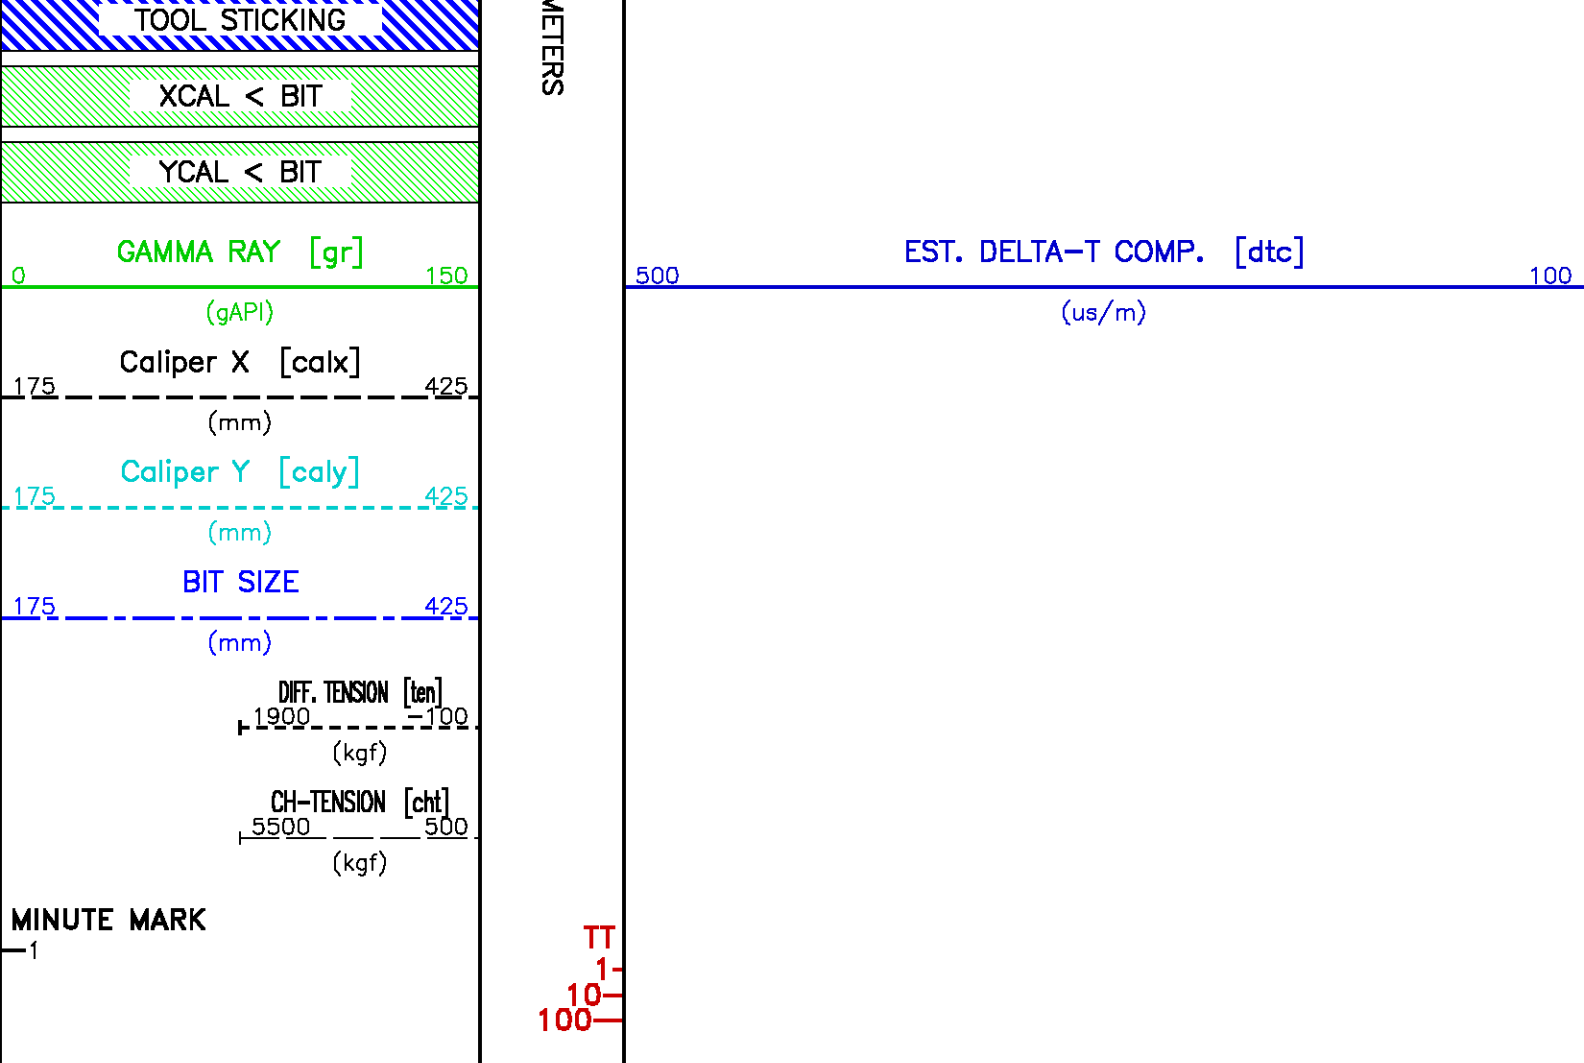 TOOL STICKING
METERS
XCAL < BIT
YCAL < BIT
GAMMA RAY [gr]
0 150
(gAPI)
EST. DELTA-T COMP. [dtc]
500 100
(us/m)
Caliper X [calx]
175 425
(mm)
Caliper Y [caly]
175 425
(mm)
BIT SIZE
175 425
(mm)
DIFF. TENSION [ten]
1900 -100
(kgf)
CH-TENSION [cht]
5500 500
(kgf)
MINUTE MARK
1
TT
1
10
100